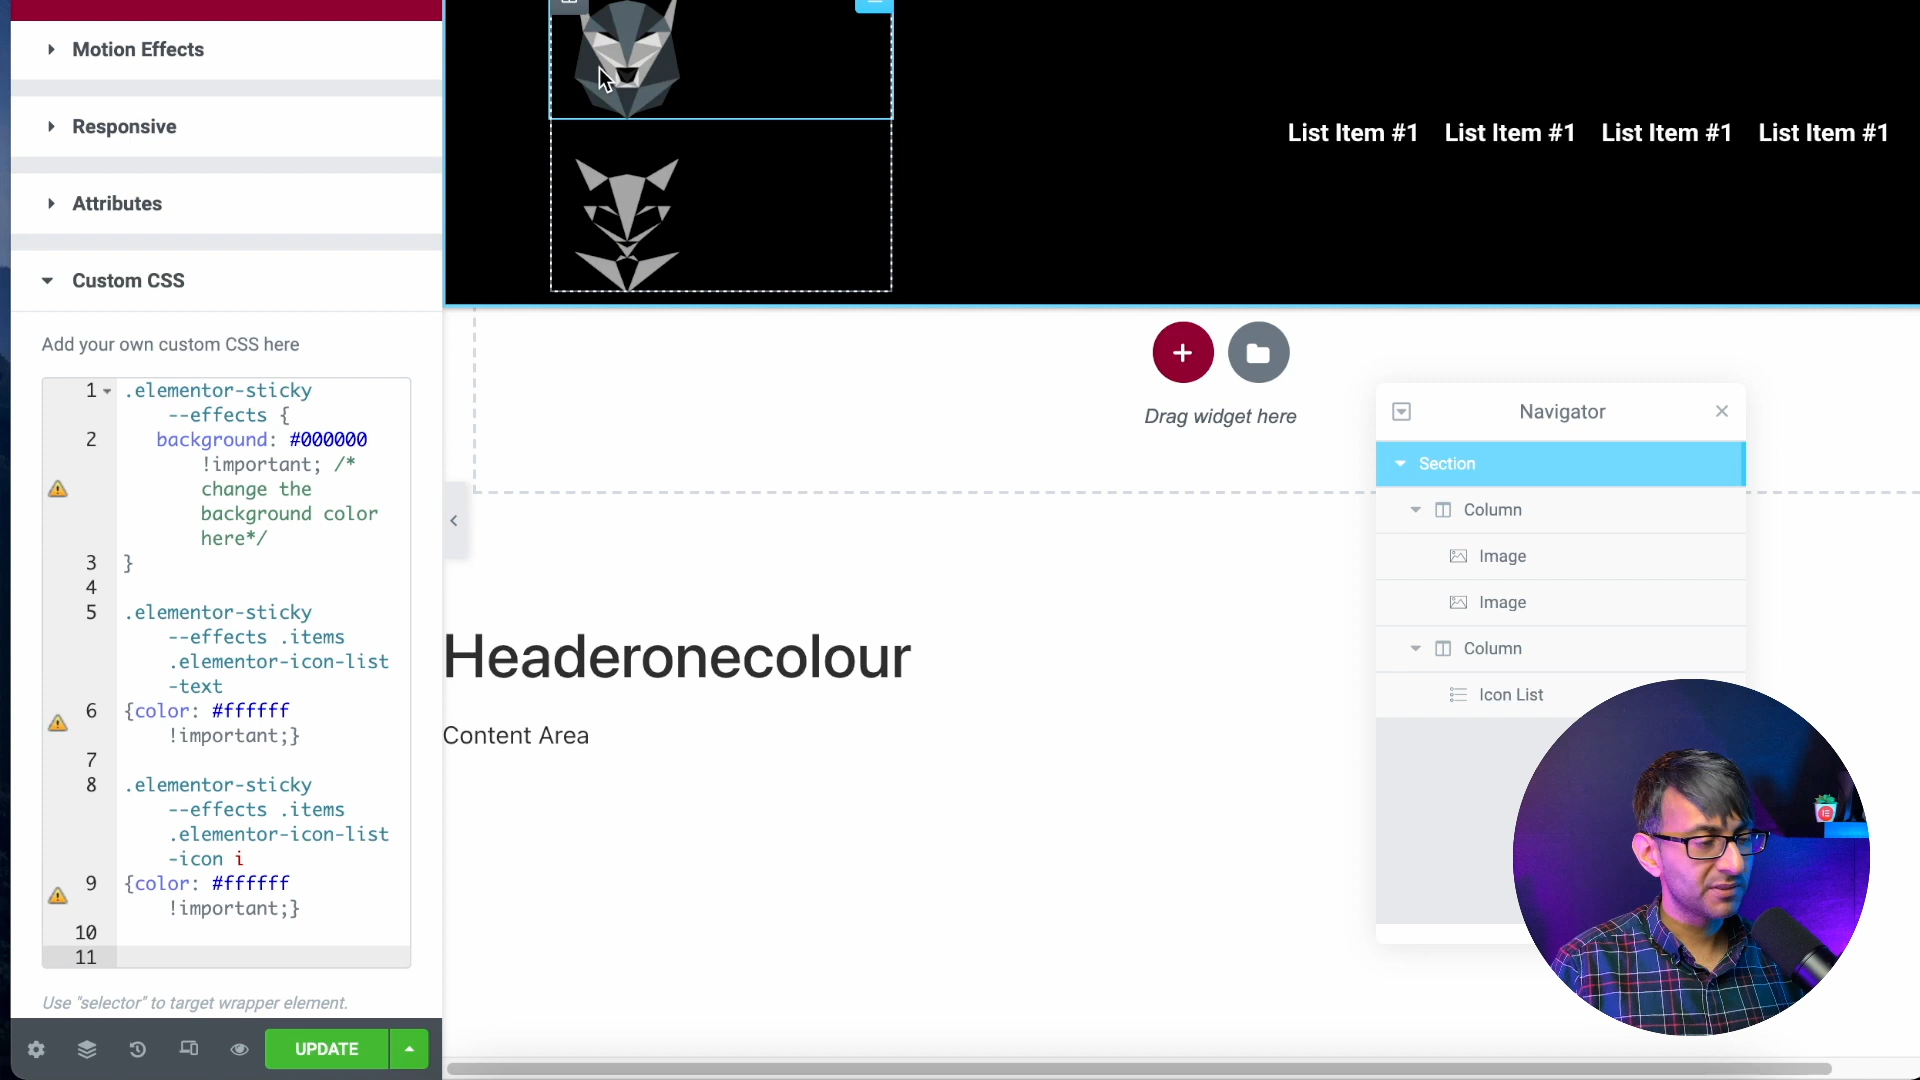 Motion Effects
Responsive
Attributes
Custom CSS
Add your own custom CSS here
1 .elementor-sticky
--effects {
2 background: #000000
!important; /*
change the
background color
here*/
3 }
4
5 .elementor-sticky
--effects .items
.elementor-icon-list
-text
6 {color: #ffffff
!important;}
7
8 .elementor-sticky
--effects .items
.elementor-icon-list
-icon i
9 {color: #ffffff
!important;}
10
11
Use "selector" to target wrapper element.
UPDATE
List Item #1 List Item #1 List Item #1 List Item #1
Drag widget here
Headeronecolour
Content Area
Navigator
Section
Column
Image
Image
Column
Icon List